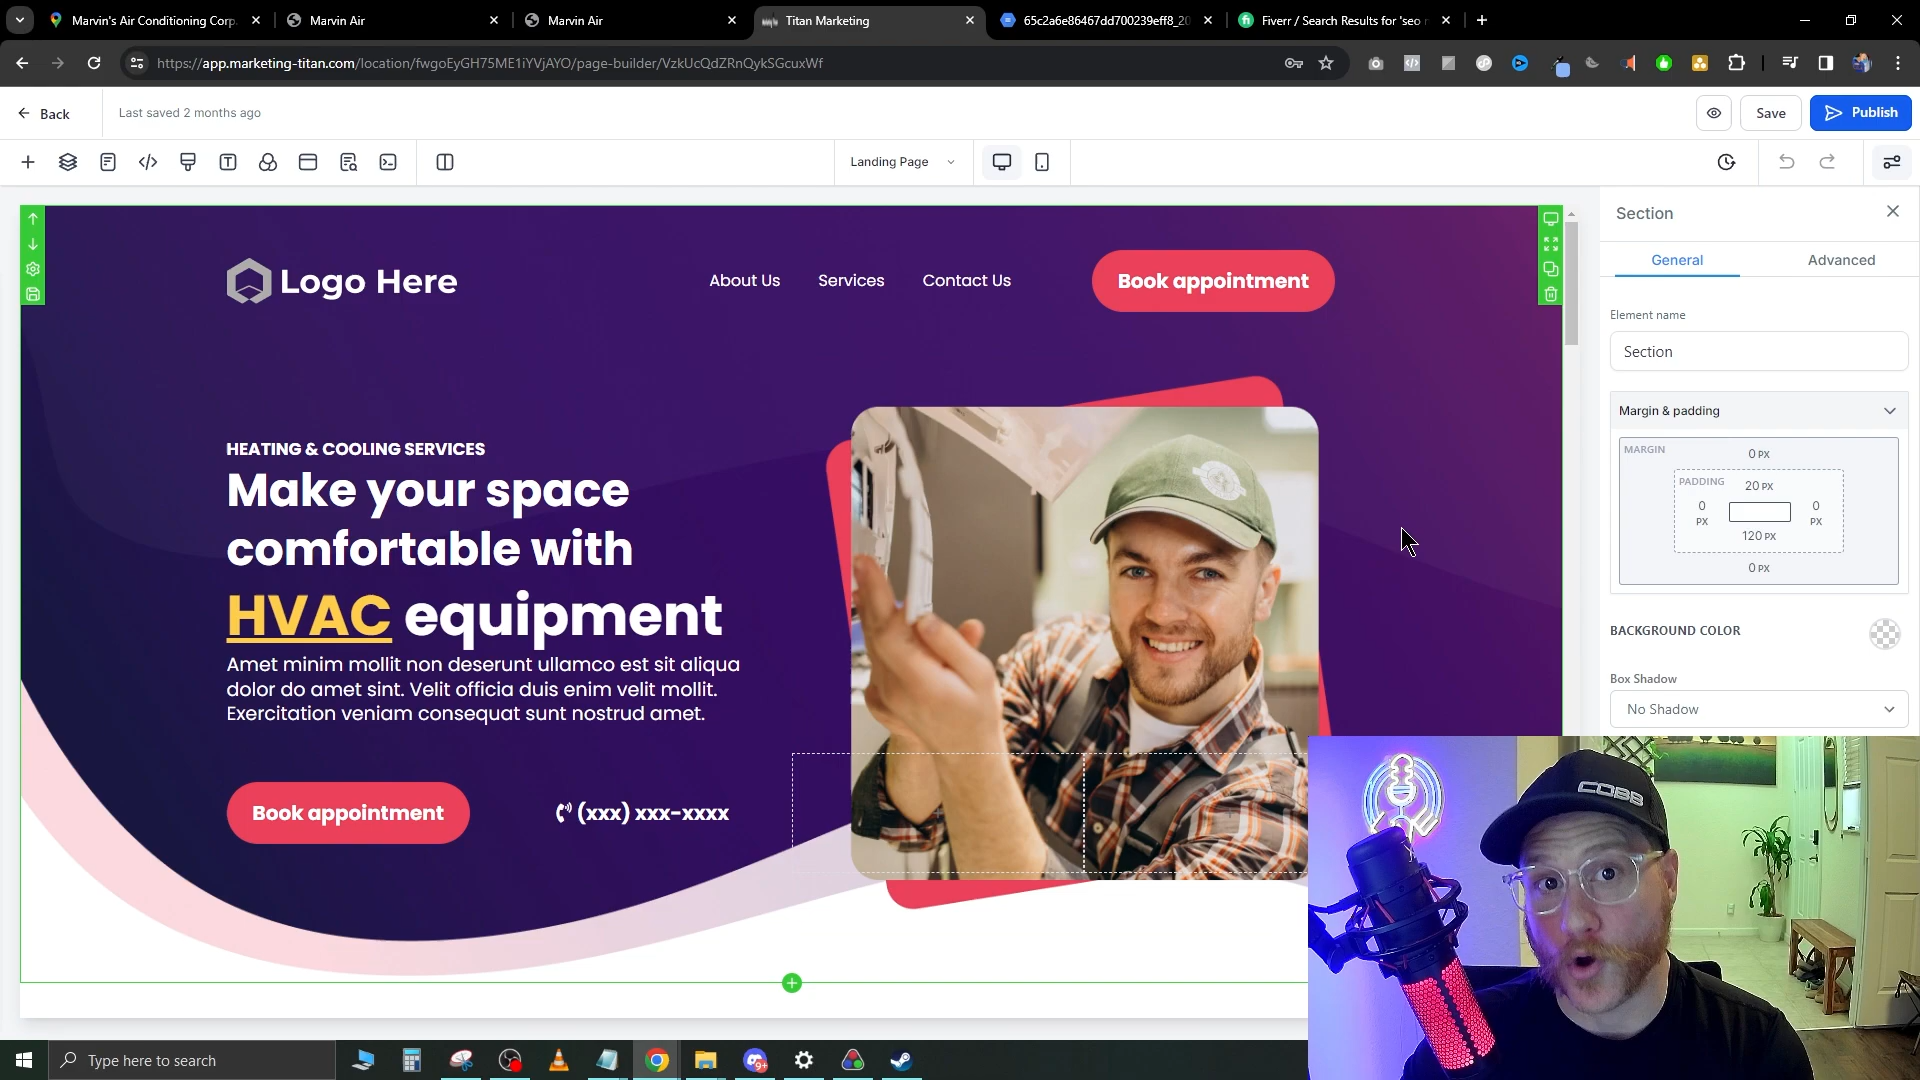 Marvin's Air Conditioning Corp
Marvin Air
Marvin Air
Titan Marketing
65c2a6e86467dd700239eff8_20
Fiverr / Search Results for 'seo
https://app.marketing-titan.com/location/fwgoEyGH75ME1iYVjAYO/page-builder/VzkUcQdZRnQykSGcuxWf
Back
Last saved 2 months ago
Save
Publish
Landing Page
Section
General
Advanced
Element name
Section
Margin & padding
MARGIN
0 PX
PADDING
20 PX
0
PX
0
PX
120 PX
0 PX
BACKGROUND COLOR
Box Shadow
No Shadow
Logo Here
About Us
Services
Contact Us
Book appointment
HEATING & COOLING SERVICES
Make your space
comfortable with
HVAC equipment
Amet minim mollit non deserunt ullamco est sit aliqua
dolor do amet sint. Velit officia duis enim velit mollit.
Exercitation veniam consequat sunt nostrud amet.
Book appointment
(xxx) xxx-xxxx
COBB
Type here to search
9+